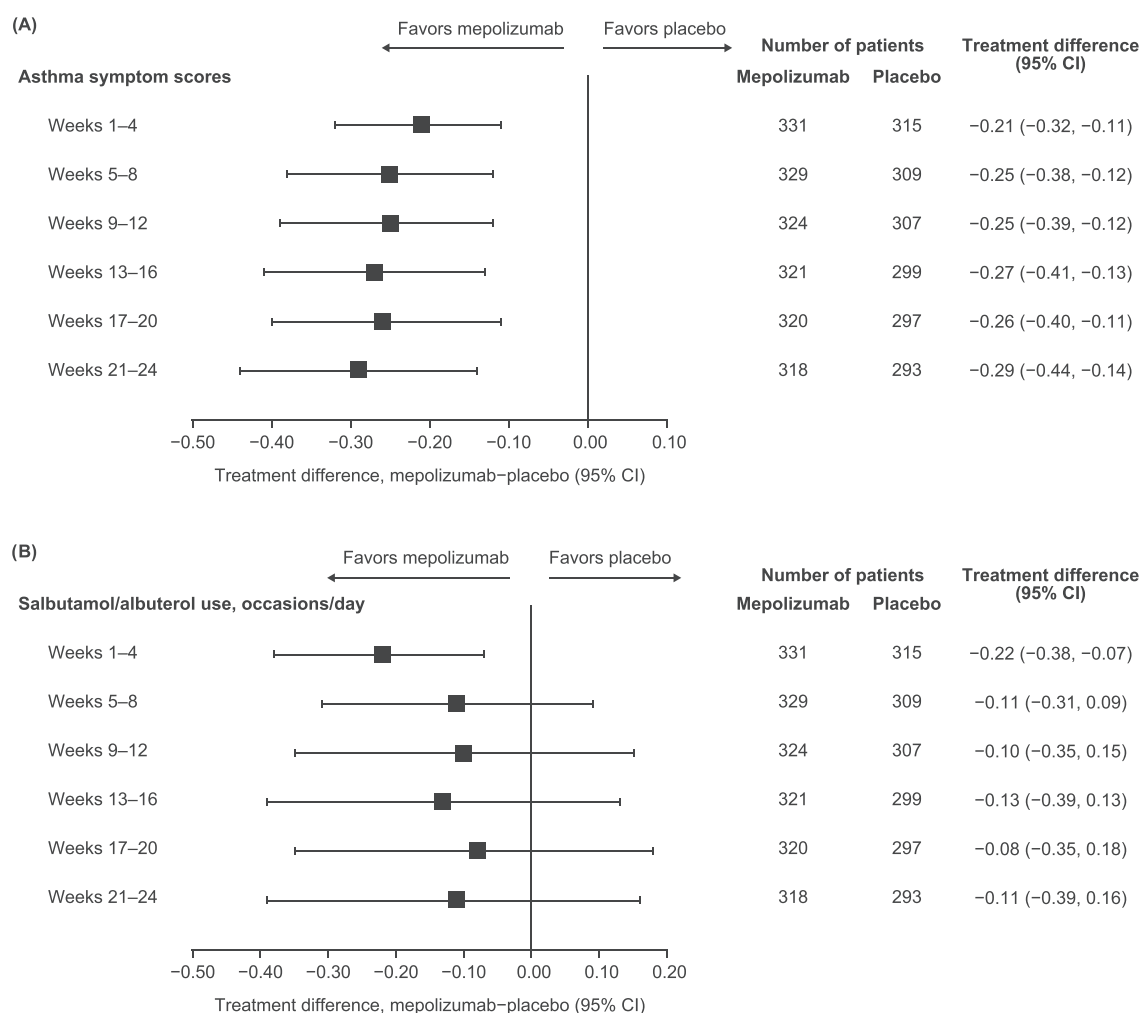 (A)
Favors mepolizumab Favors placebo
Number of patients Treatment difference
(95% CI)
Asthma symptom scores Mepolizumab Placebo
Weeks 1–4 331 315 −0.21 (−0.32, −0.11)
Weeks 5–8 329 309 −0.25 (−0.38, −0.12)
Weeks 9–12 324 307 −0.25 (−0.39, −0.12)
Weeks 13–16 321 299 −0.27 (−0.41, −0.13)
Weeks 17–20 320 297 −0.26 (−0.40, −0.11)
Weeks 21–24 318 293 −0.29 (−0.44, −0.14)
−0.50 −0.40 −0.30 −0.20 −0.10 0.00 0.10
Treatment difference, mepolizumab−placebo (95% CI)
(B)
Favors mepolizumab Favors placebo
Number of patients Treatment difference
(95% CI)
Salbutamol/albuterol use, occasions/day Mepolizumab Placebo
Weeks 1–4 331 315 −0.22 (−0.38, −0.07)
Weeks 5–8 329 309 −0.11 (−0.31, 0.09)
Weeks 9–12 324 307 −0.10 (−0.35, 0.15)
Weeks 13–16 321 299 −0.13 (−0.39, 0.13)
Weeks 17–20 320 297 −0.08 (−0.35, 0.18)
Weeks 21–24 318 293 −0.11 (−0.39, 0.16)
−0.50 −0.40 −0.30 −0.20 −0.10 0.00 0.10 0.20
Treatment difference, mepolizumab−placebo (95% CI)